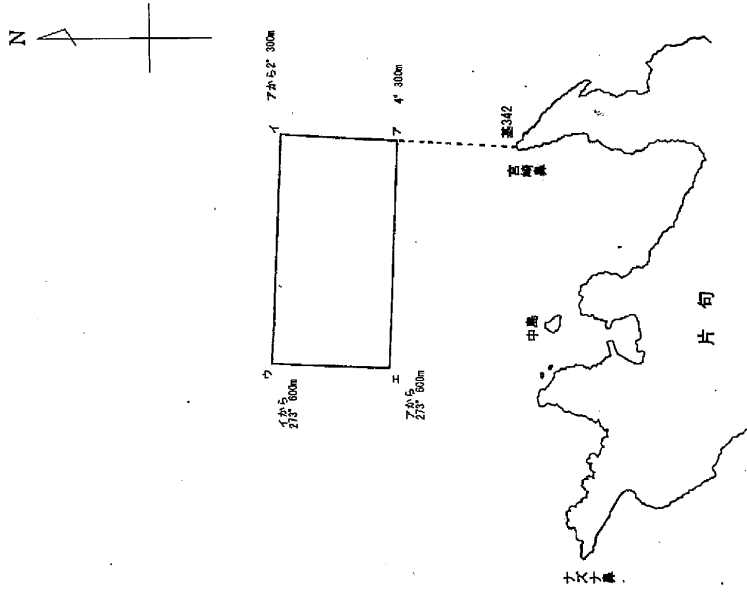 N
アから2° 300m
イ
4° 300m
ア
基342
宮崎鼻
ウ
イから
273° 600m
エ
アから
273° 600m
中島
片句
ナズナ鼻